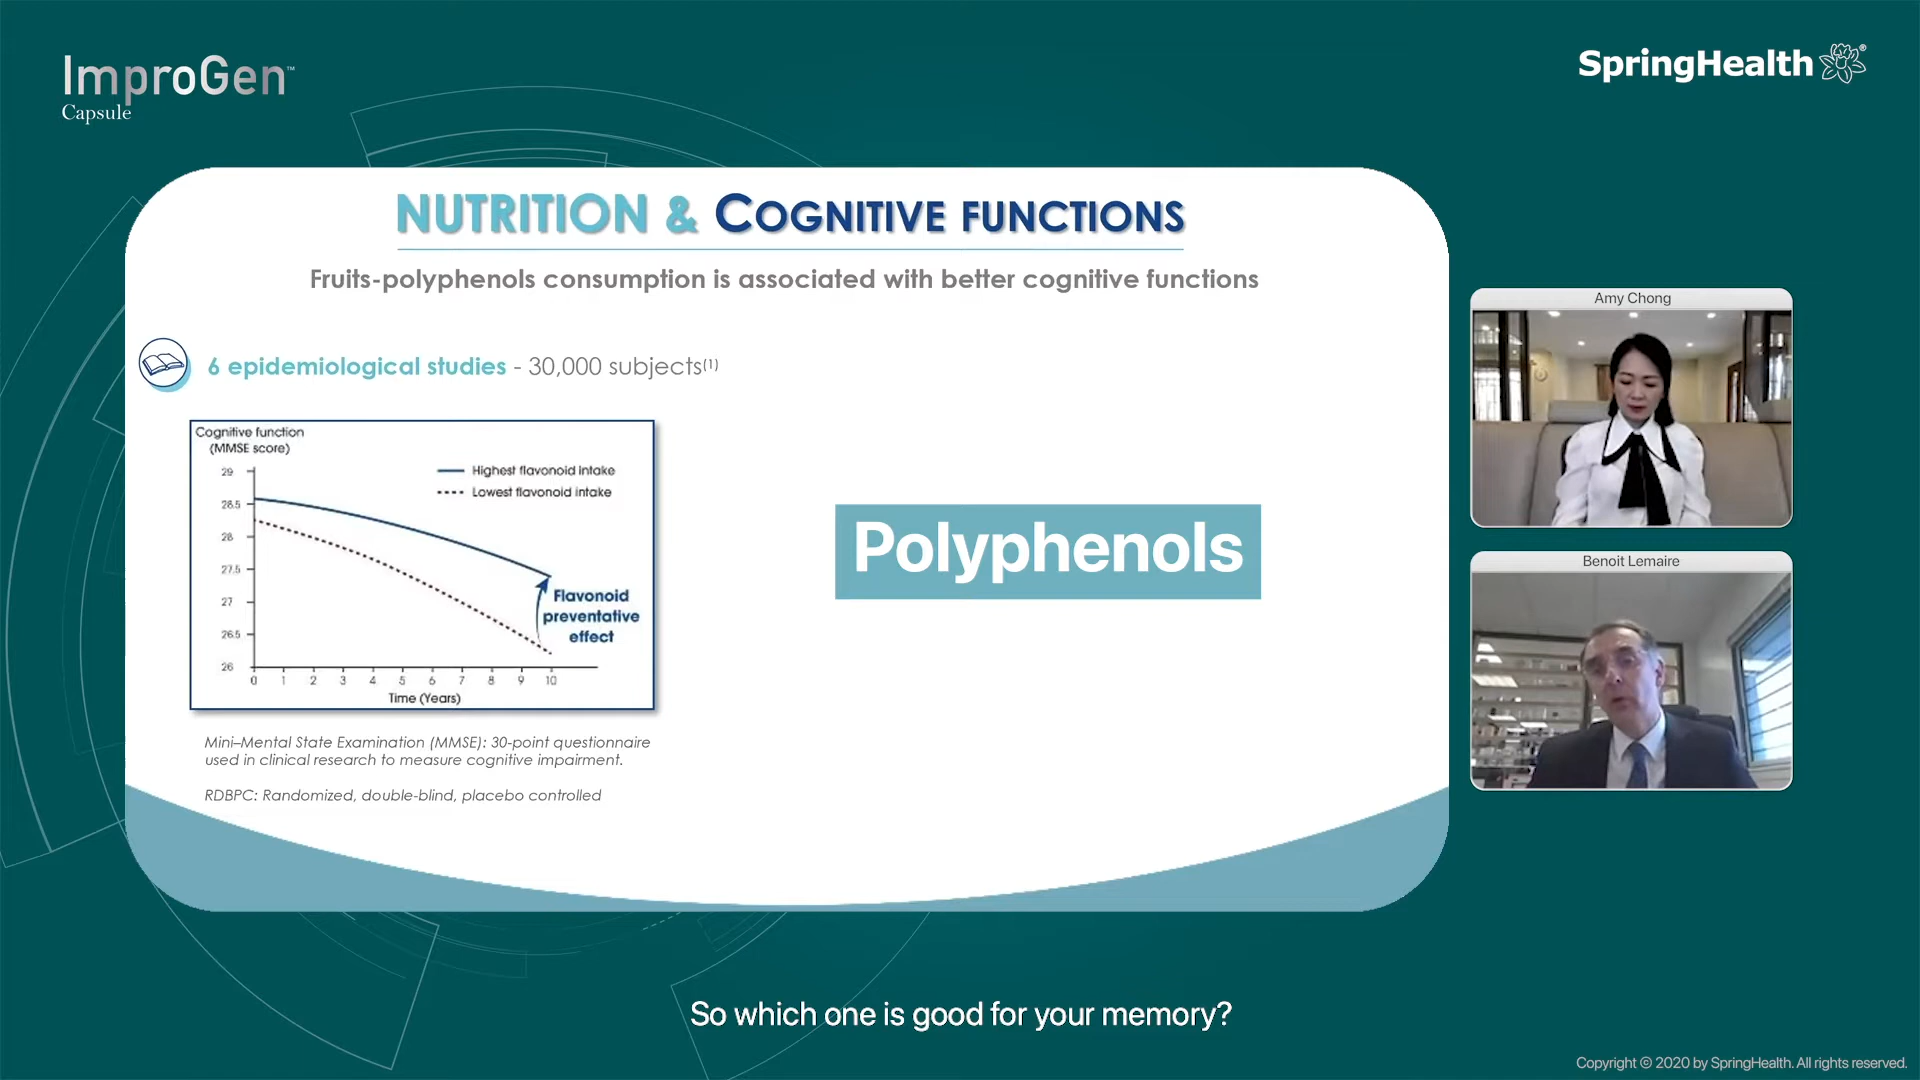 ImproGen™
Capsule
SpringHealth®
NUTRITION & COGNITIVE FUNCTIONS
Fruits-polyphenols consumption is associated with better cognitive functions
6 epidemiological studies - 30,000 subjects(1)
Cognitive function
(MMSE score)
29
28.5
28
27.5
27
26.5
26
Highest flavonoid intake
Lowest flavonoid intake
Flavonoid
preventative
effect
0 1 2 3 4 5 6 7 8 9 10
Time (Years)
Mini–Mental State Examination (MMSE): 30-point questionnaire
used in clinical research to measure cognitive impairment.
RDBPC: Randomized, double-blind, placebo controlled
Polyphenols
Amy Chong
Benoit Lemaire
So which one is good for your memory?
Copyright © 2020 by SpringHealth. All rights reserved.